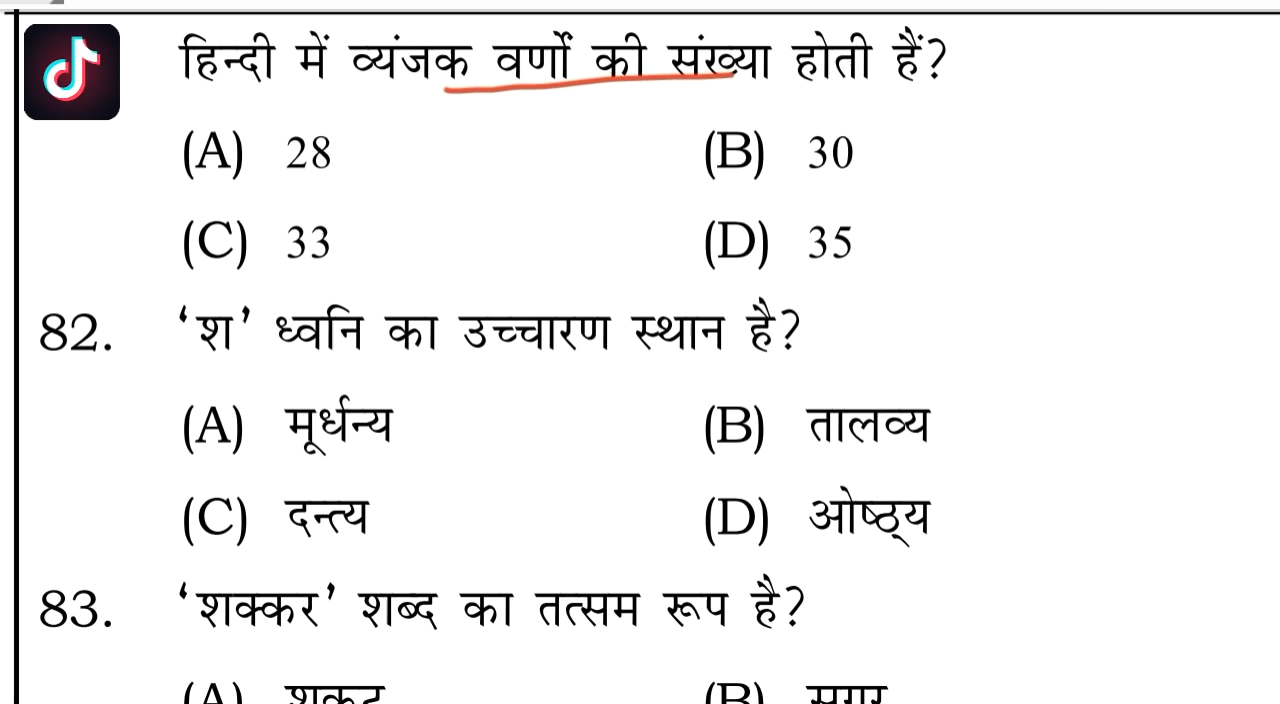 हिन्दी में व्यंजक वर्णों की संख्या होती हैं?
(A) 28 (B) 30
(C) 33 (D) 35
82. ‘श’ ध्वनि का उच्चारण स्थान है?
(A) मूर्धन्य (B) तालव्य
(C) दन्त्य (D) ओष्ठ्य
83. ‘शक्कर’ शब्द का तत्सम रूप है?
(A) (B)